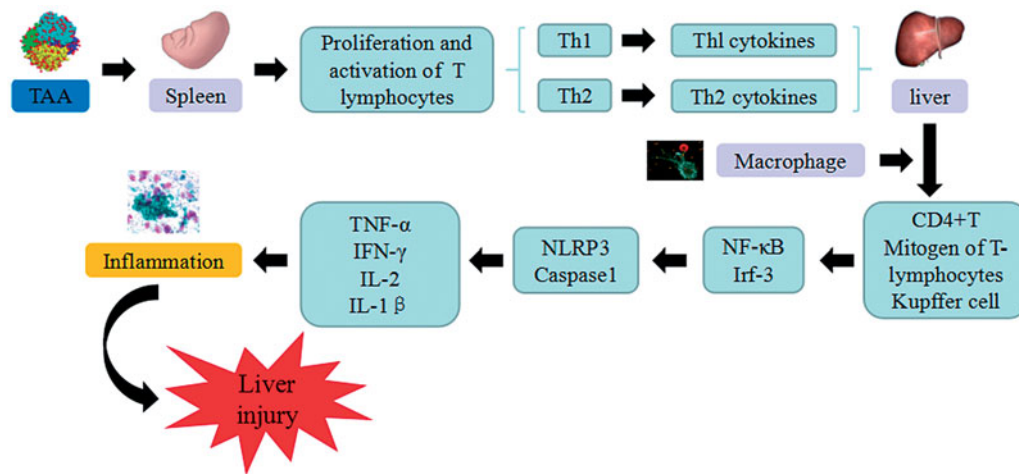 TAA
Spleen
Proliferation and
activation of T
lymphocytes
Th1
Thl cytokines
Th2
Th2 cytokines
liver
Macrophage
CD4+T
Mitogen of T-
lymphocytes
Kupffer cell
NF-κB
Irf-3
NLRP3
Caspase1
TNF-α
IFN-γ
IL-2
IL-1 β
Inflammation
Liver
injury